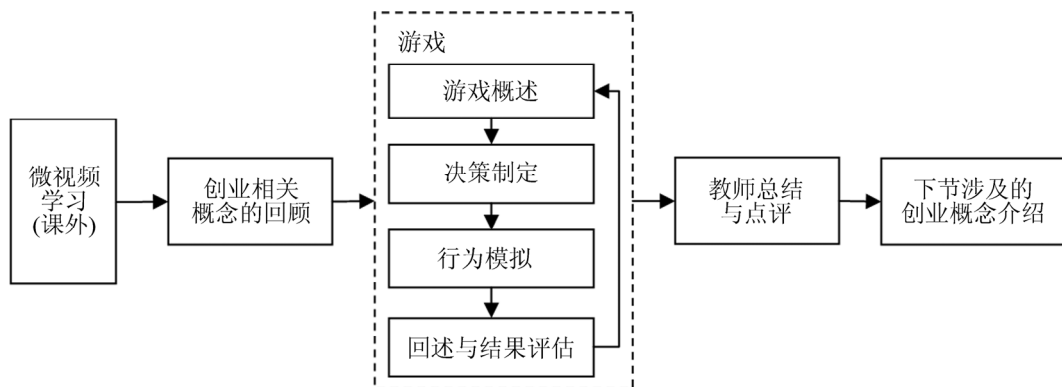 微视频
学习
(课外)
创业相关
概念的回顾
游戏
游戏概述
决策制定
行为模拟
回述与结果评估
教师总结
与点评
下节涉及的
创业概念介绍